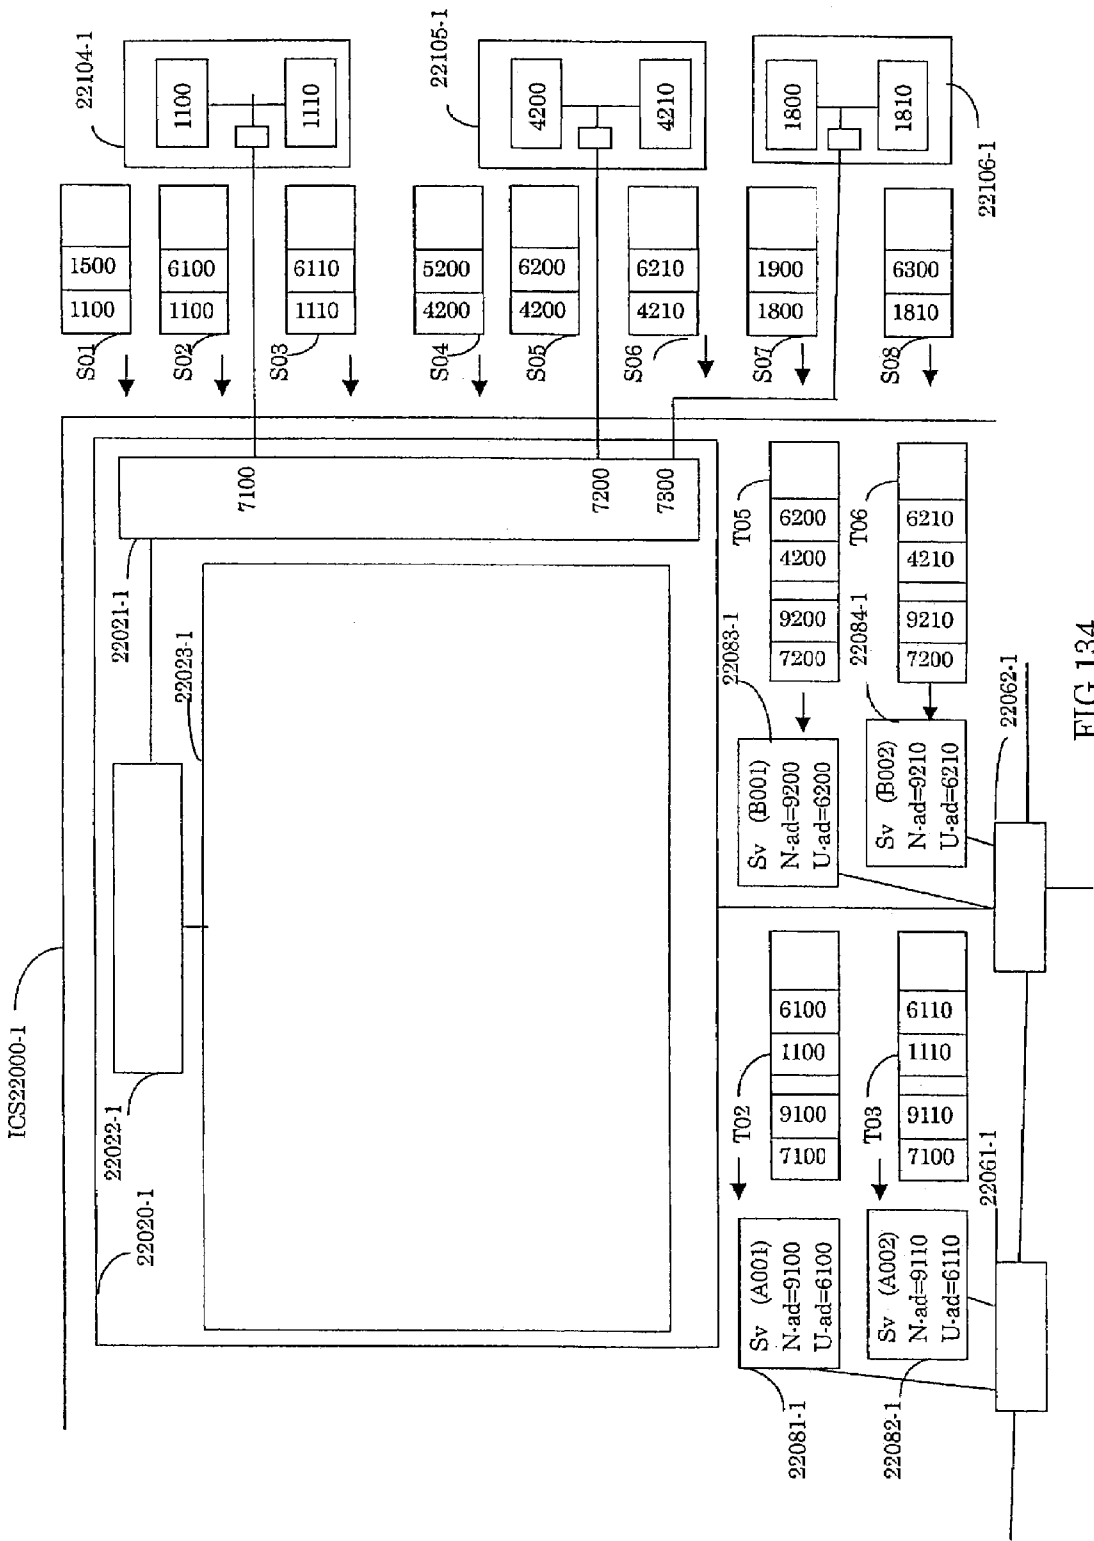 ICS22000-1
22020-1
22022-1
22021-1
22023-1
7100
7200
7300
22104-1
1100
1110
22105-1
4200
4210
22106-1
1800
1810
S01
1100 1500
S02
1100 6100
S03
1110 6110
S04
4200 5200
S05
4200 6200
S06
4210 6210
S07
1800 1900
S08
1810 6300
22081-1
Sv (A001)
N-ad=9100
U-ad=6100
T02
7100 9100 1100 6100
22082-1
Sv (A002)
N-ad=9110
U-ad=6110
T03
7100 9110 1110 6110
22061-1
22083-1
Sv (B001)
N-ad=9200
U-ad=6200
T05
7200 9200 4200 6200
22084-1
Sv (B002)
N-ad=9210
U-ad=6210
T06
7200 9210 4210 6210
22062-1
FIG.134